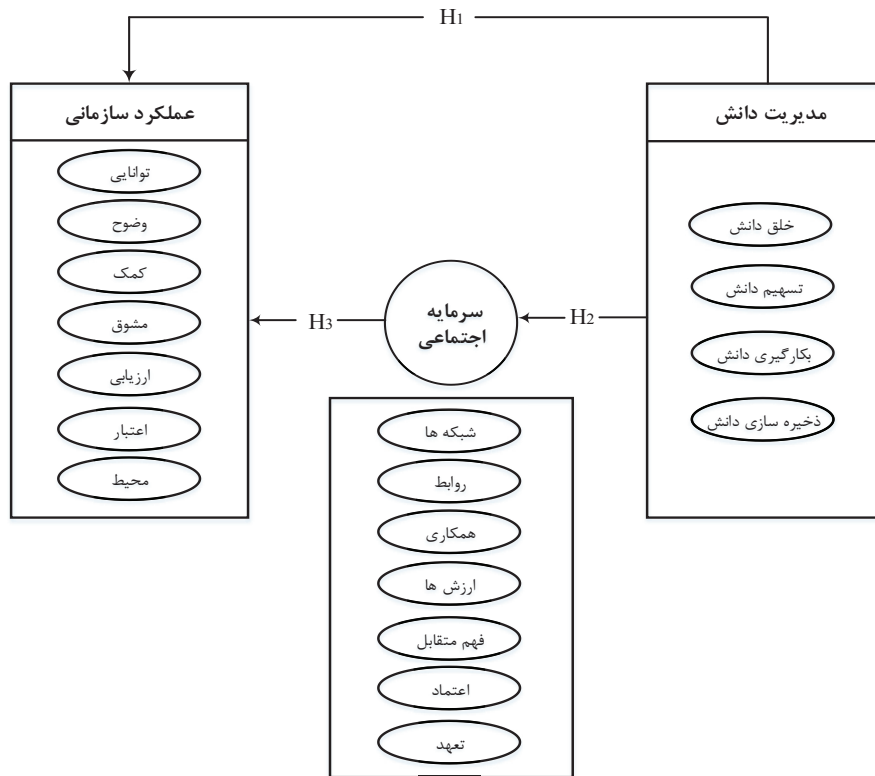 H1
مدیریت دانش
خلق دانش
تسهیم دانش
بکارگیری دانش
ذخیره سازی دانش
H2
سرمایه
اجتماعی
شبکه ها
روابط
همکاری
ارزش ها
فهم متقابل
اعتماد
تعهد
H3
عملکرد سازمانی
توانایی
وضوح
کمک
مشوق
ارزیابی
اعتبار
محیط